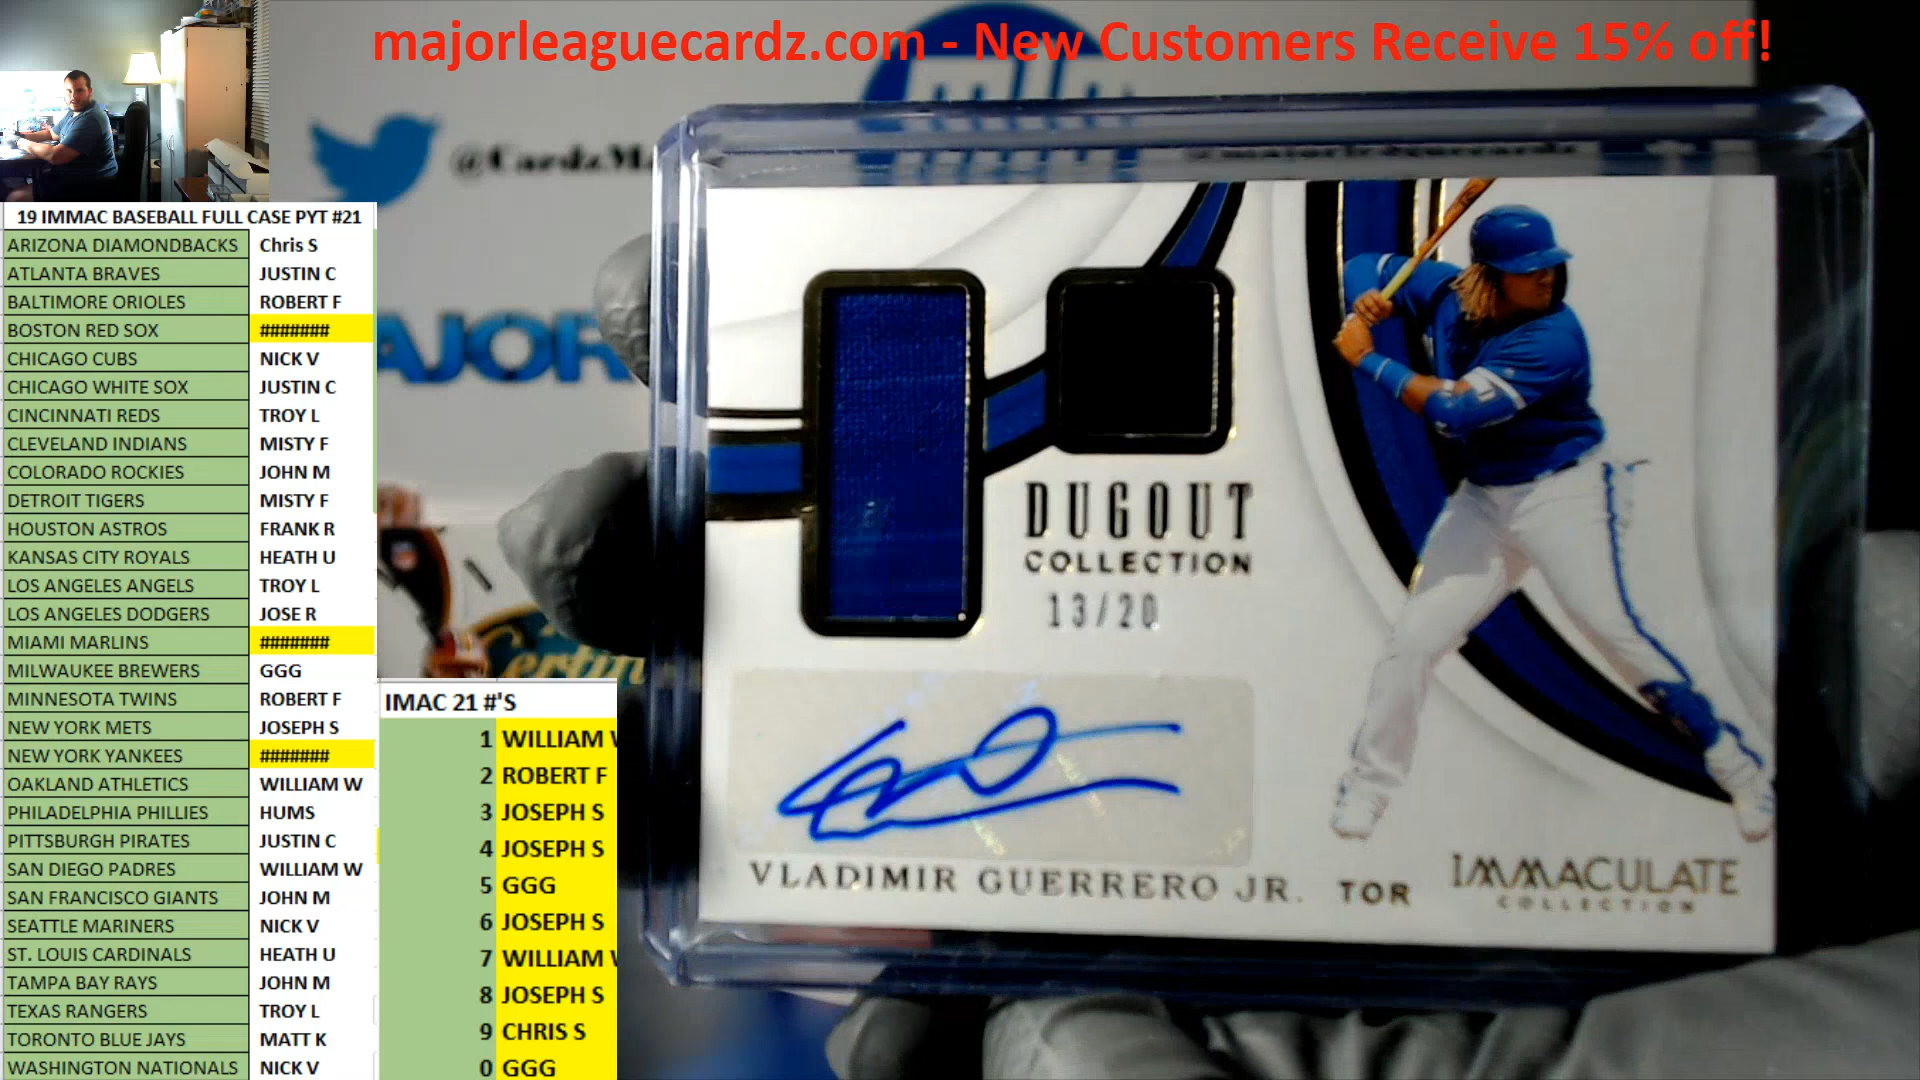 majorleaguecardz.com - New Customers Receive 15% off!
19 IMMAC BASEBALL FULL CASE PYT #21
ARIZONA DIAMONDBACKS Chris S
ATLANTA BRAVES JUSTIN C
BALTIMORE ORIOLES ROBERT F
BOSTON RED SOX #######
CHICAGO CUBS NICK V
CHICAGO WHITE SOX JUSTIN C
CINCINNATI REDS TROY L
CLEVELAND INDIANS MISTY F
COLORADO ROCKIES JOHN M
DETROIT TIGERS MISTY F
HOUSTON ASTROS FRANK R
KANSAS CITY ROYALS HEATH U
LOS ANGELES ANGELS TROY L
LOS ANGELES DODGERS JOSE R
MIAMI MARLINS #######
MILWAUKEE BREWERS GGG
MINNESOTA TWINS ROBERT F
NEW YORK METS JOSEPH S
NEW YORK YANKEES #######
OAKLAND ATHLETICS WILLIAM W
PHILADELPHIA PHILLIES HUMS
PITTSBURGH PIRATES JUSTIN C
SAN DIEGO PADRES WILLIAM W
SAN FRANCISCO GIANTS JOHN M
SEATTLE MARINERS NICK V
ST. LOUIS CARDINALS HEATH U
TAMPA BAY RAYS JOHN M
TEXAS RANGERS TROY L
TORONTO BLUE JAYS MATT K
WASHINGTON NATIONALS NICK V
IMAC 21 #'S
1 WILLIAM W
2 ROBERT F
3 JOSEPH S
4 JOSEPH S
5 GGG
6 JOSEPH S
7 WILLIAM W
8 JOSEPH S
9 CHRIS S
0 GGG
@CardzMa
AJOR
DUGOUT
COLLECTION
13/20
VLADIMIR GUERRERO JR. TOR
IMMACULATE
COLLECTION